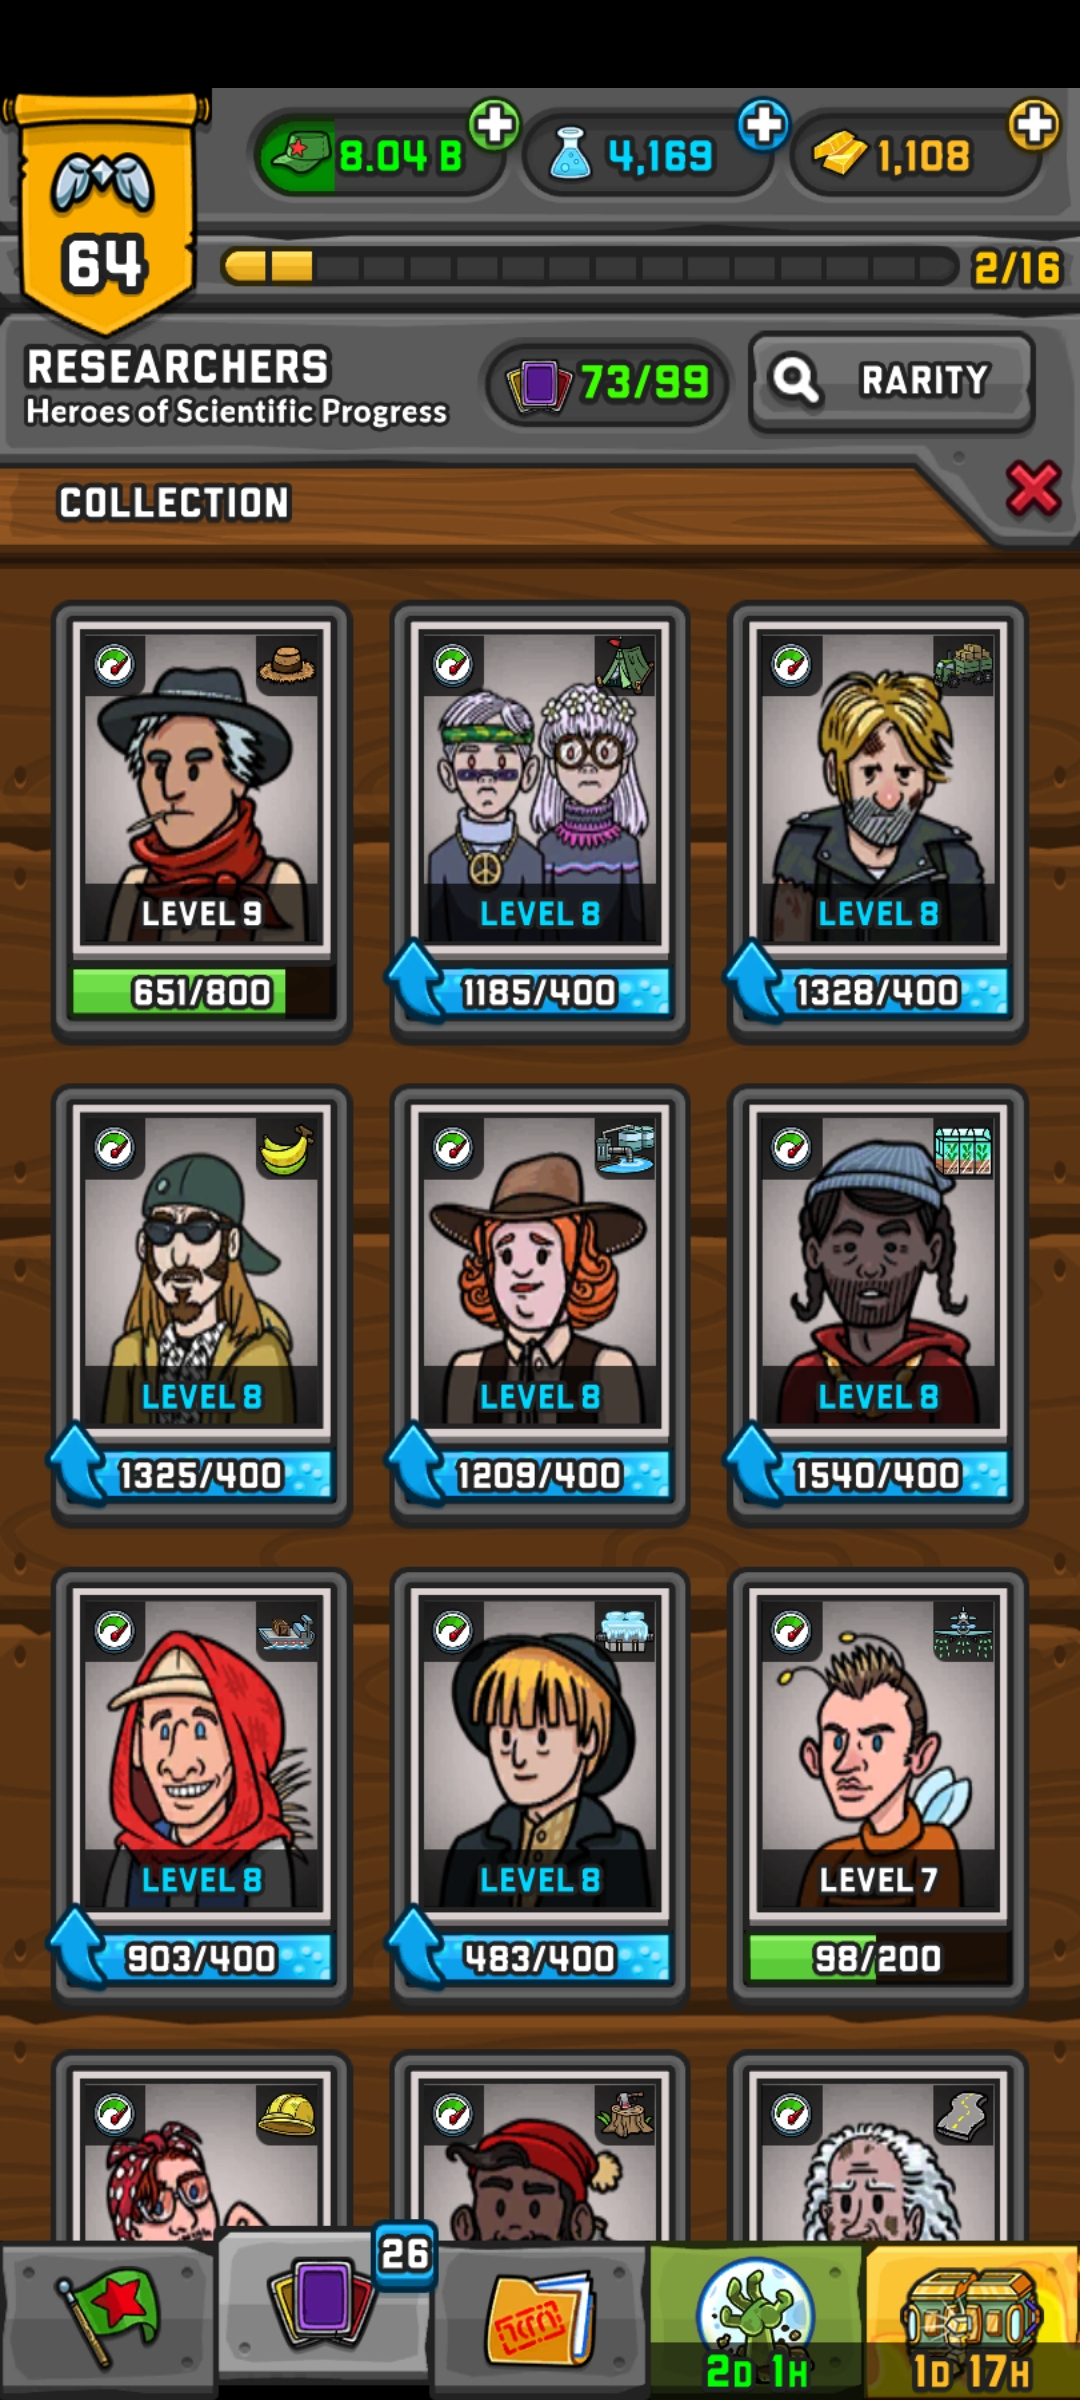 8.04 B
4,169
1,108
64
2/16
RESEARCHERS
Heroes of Scientific Progress
73/99
RARITY
COLLECTION
LEVEL 9
LEVEL 8
LEVEL 8
651/800
1185/400
1328/400
LEVEL 8
LEVEL 8
LEVEL 8
1325/400
1209/400
1540/400
LEVEL 8
LEVEL 8
LEVEL 7
903/400
483/400
98/200
26
2D 1H
1D 17H